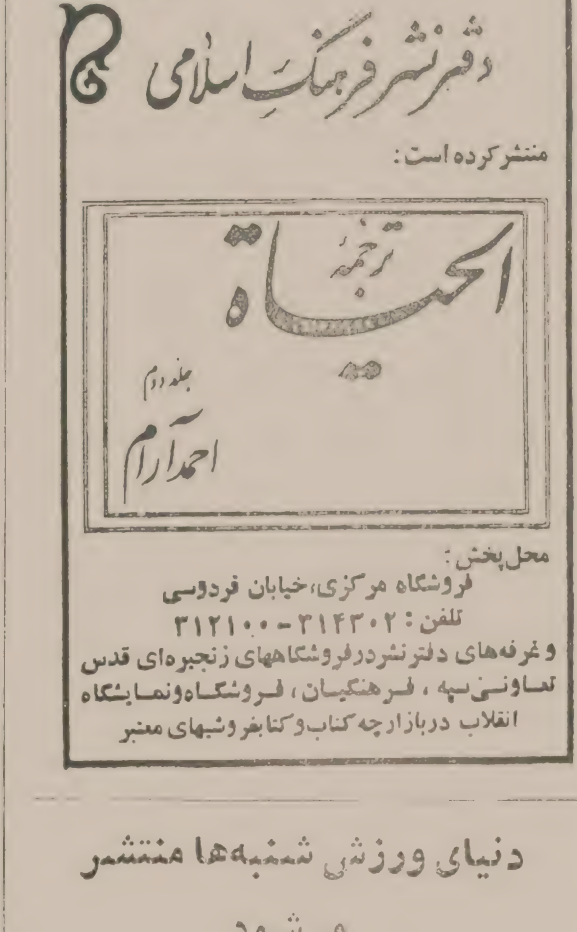 دفتر نشر فرهنگ اسلامی
منتشر کرده است:
ترجمهٔ
الحیاة
جلد دوم
احمد آرام
محل پخش:
فروشگاه مرکزی، خیابان فردوسی
تلفن: ۳۱۴۳۰۲ - ۳۱۲۱۰۰
و غرفه‌های دفتر نشر در فروشگاههای زنجیره‌ای قدس
تعاونی سپه، فرهنگیان، فروشگاه و نمایشگاه
انقلاب در بازارچه کتاب و کتابفروشیهای معتبر
دنیای ورزش شنبه‌ها منتشر
می‌شود